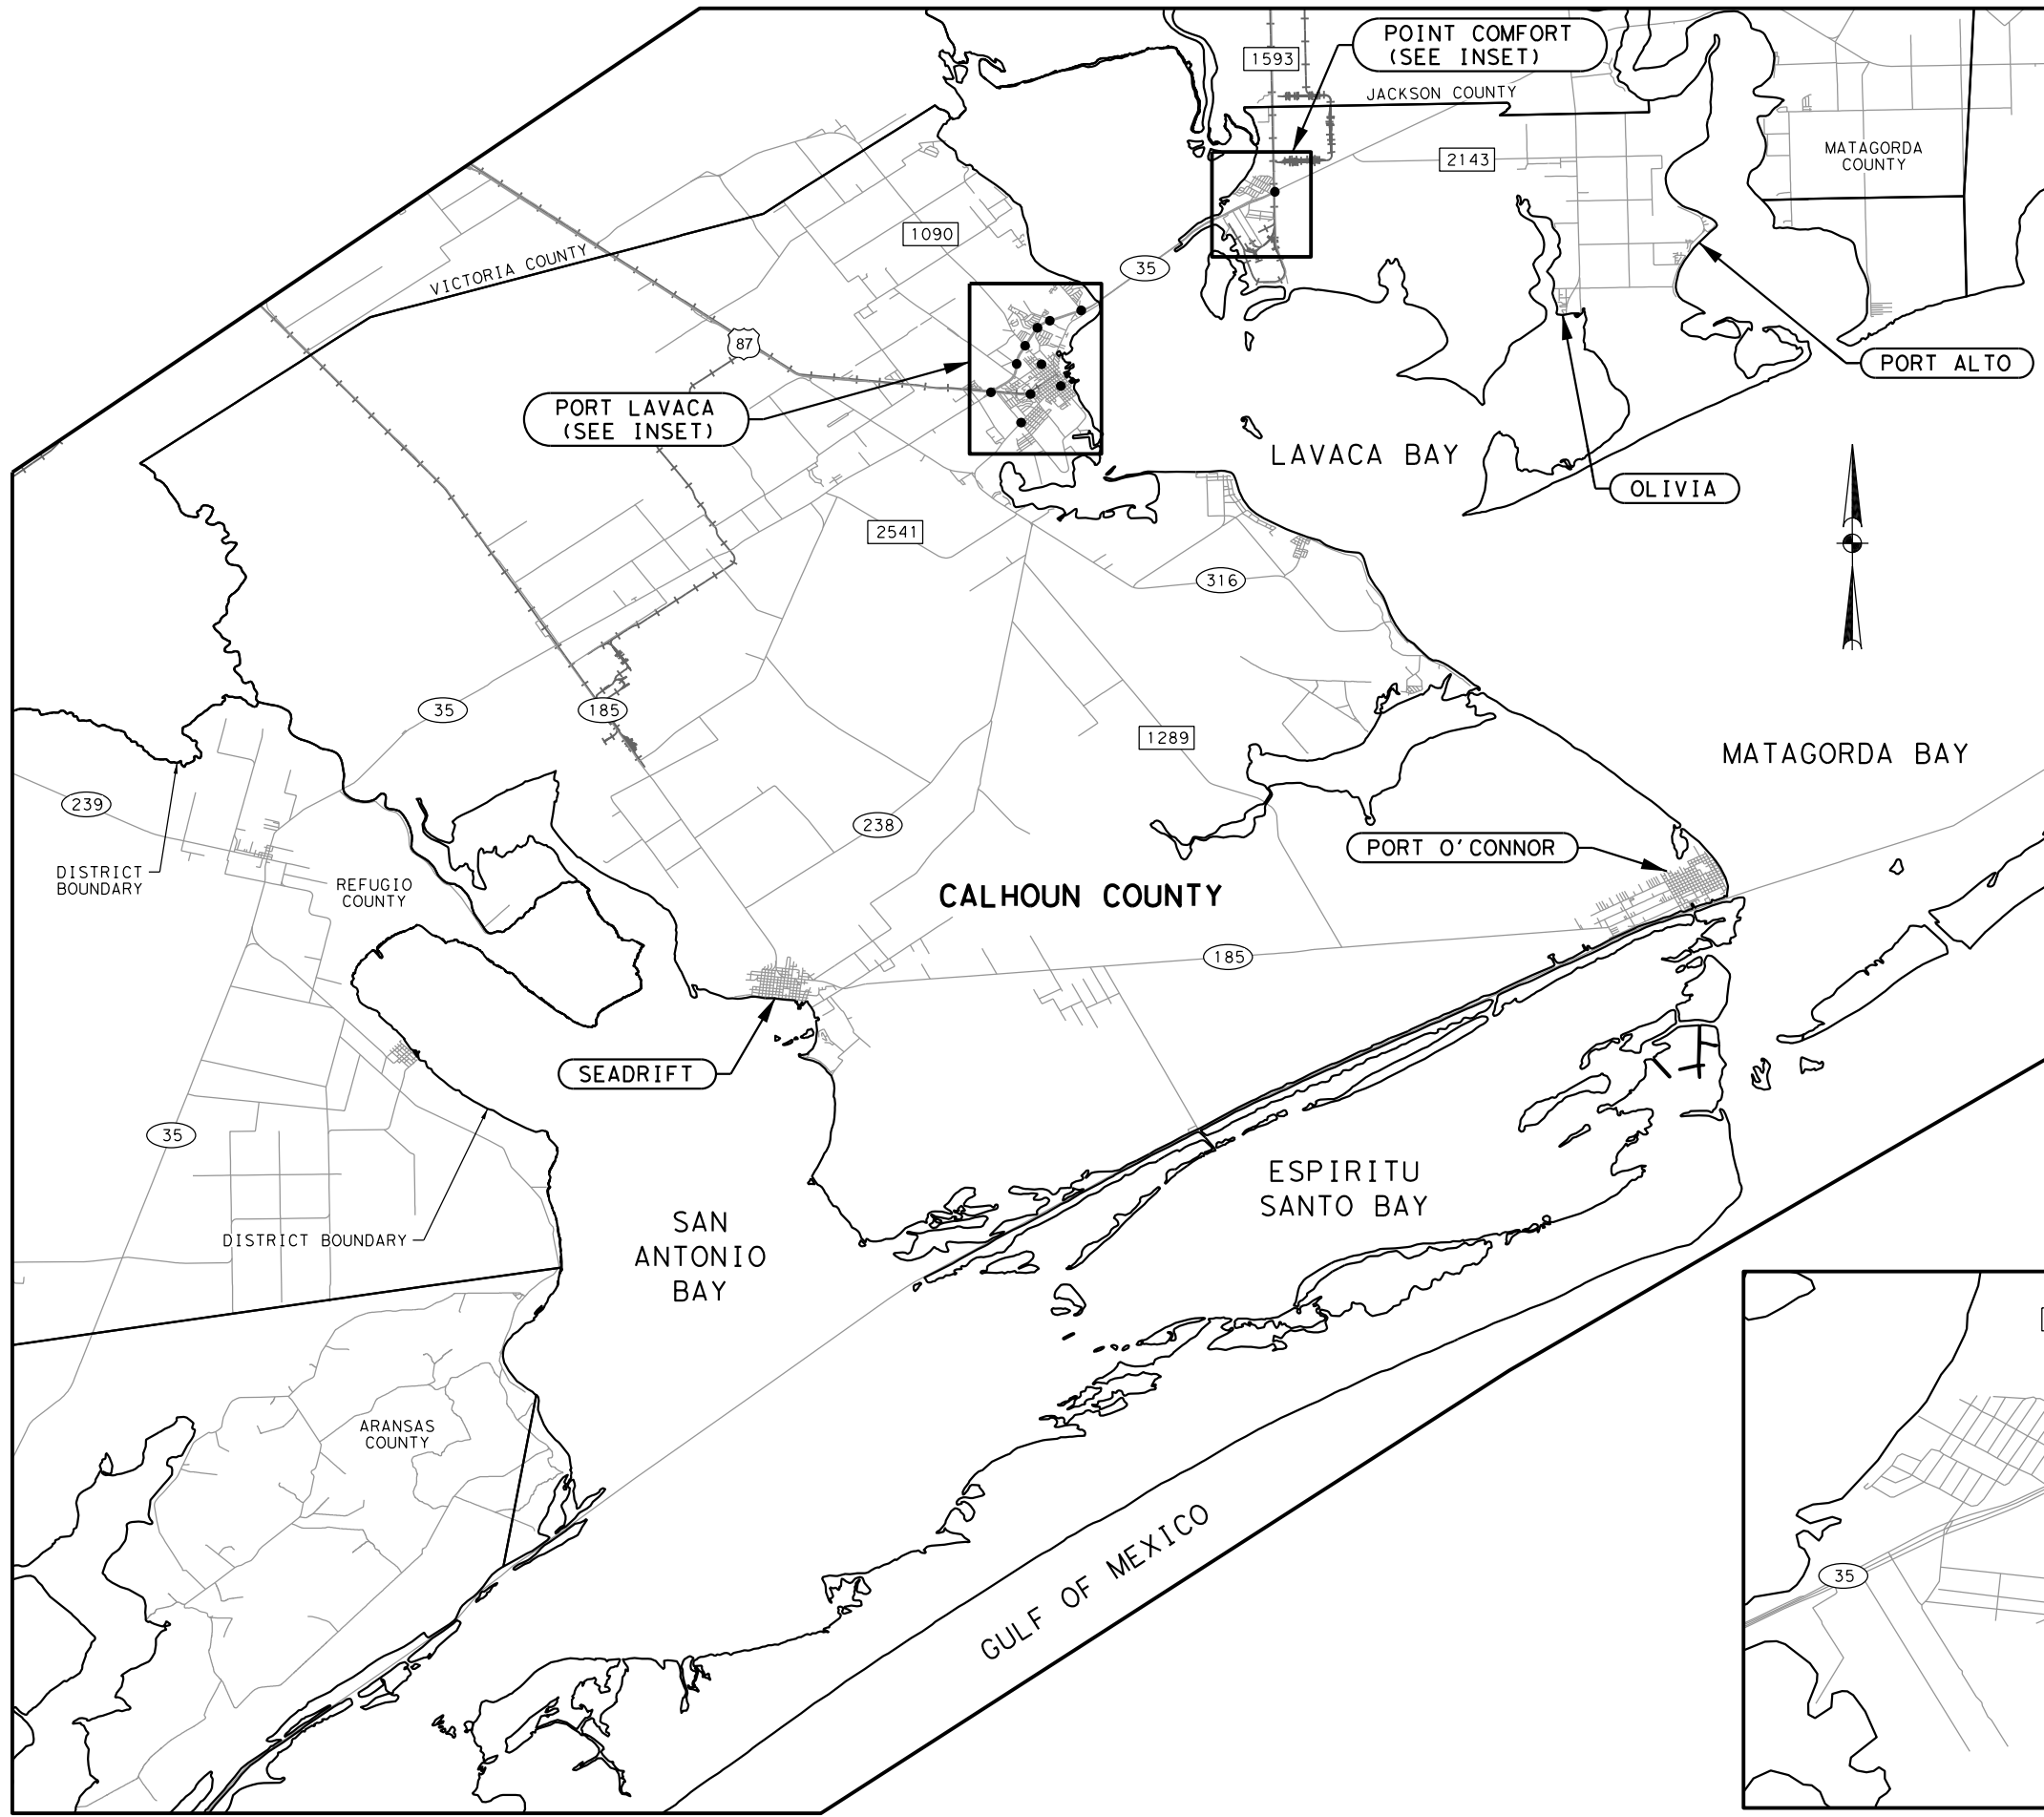 POINT COMFORT
(SEE INSET)
1593
JACKSON COUNTY
2143
MATAGORDA
COUNTY
1090
VICTORIA COUNTY
35
87
PORT ALTO
PORT LAVACA
(SEE INSET)
LAVACA BAY
OLIVIA
2541
316
35
185
1289
MATAGORDA BAY
239
238
PORT O'CONNOR
DISTRICT
BOUNDARY
REFUGIO
COUNTY
CALHOUN COUNTY
185
SEADRIFT
35
ESPIRITU
SANTO BAY
SAN
ANTONIO
BAY
DISTRICT BOUNDARY
ARANSAS
COUNTY
GULF OF MEXICO
35